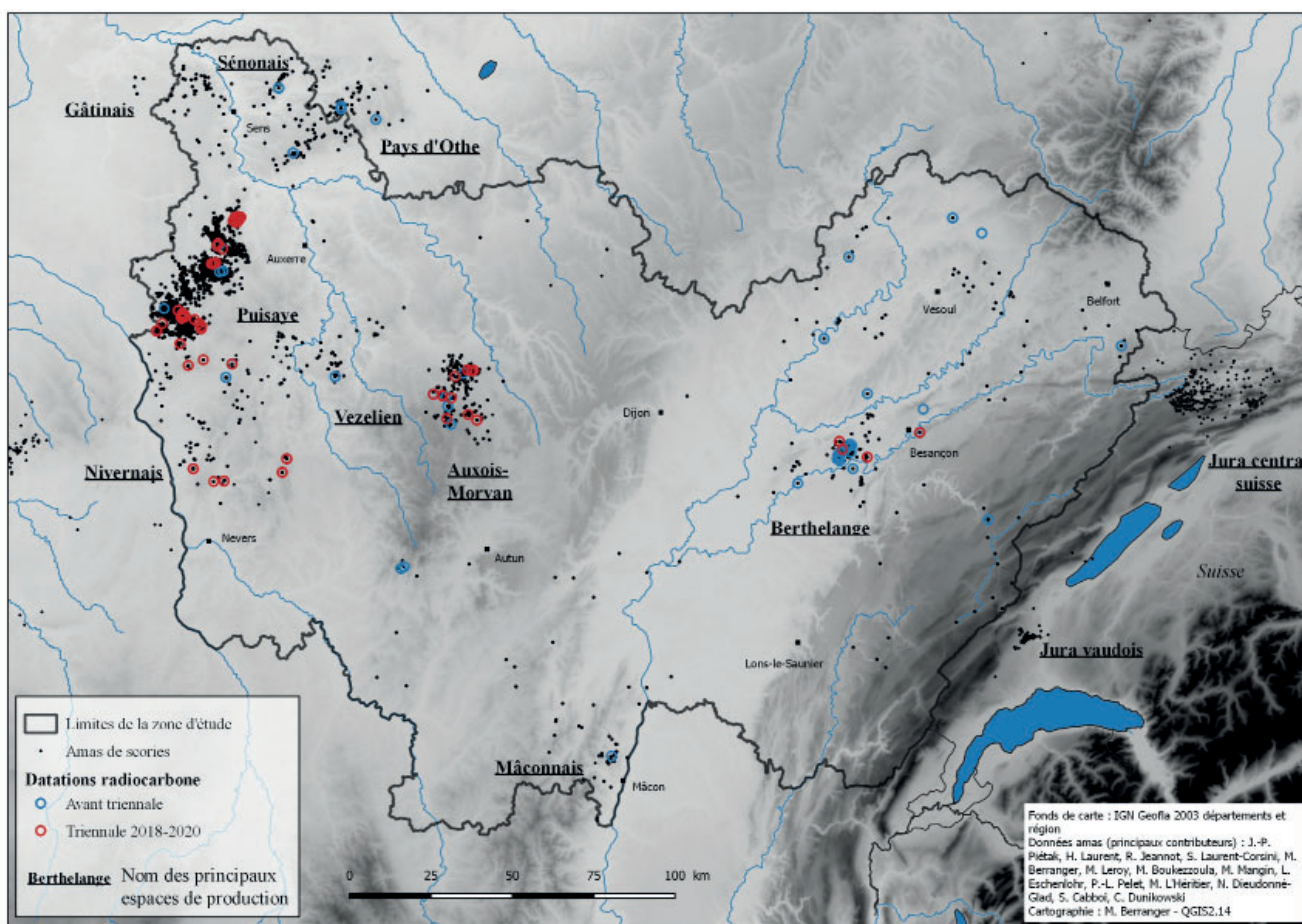 Sénonais
Gâtinais
Sens
Pays d'Othe
Auxerre
Puisaye
Vesoul
Belfort
Vezelien
Dijon
Besançon
Nivernais
Auxois-
Morvan
Jura central
suisse
Berthelange
Nevers
Autun
Suisse
Lons-le-Saunier
Jura vaudois
Mâconnais
Mâcon
Limites de la zone d'étude
Amas de scories
Datations radiocarbone
Avant triennale
Triennale 2018-2020
Berthelange Nom des principaux
espaces de production
0 25 50 75 100 km
Fonds de carte : IGN Geofla 2003 départements et
région
Données amas (principaux contributeurs) : J.-P.
Piétak, H. Laurent, R. Jeannot, S. Laurent-Corsini, M.
Berranger, M. Leroy, M. Boukezzoula, M. Mangin, L.
Eschenlohr, P.-L. Pelet, M. L'Héritier, N. Dieudonné-
Glad, S. Cabboi, C. Dunikowski
Cartographie : M. Berranger - QGIS2.14